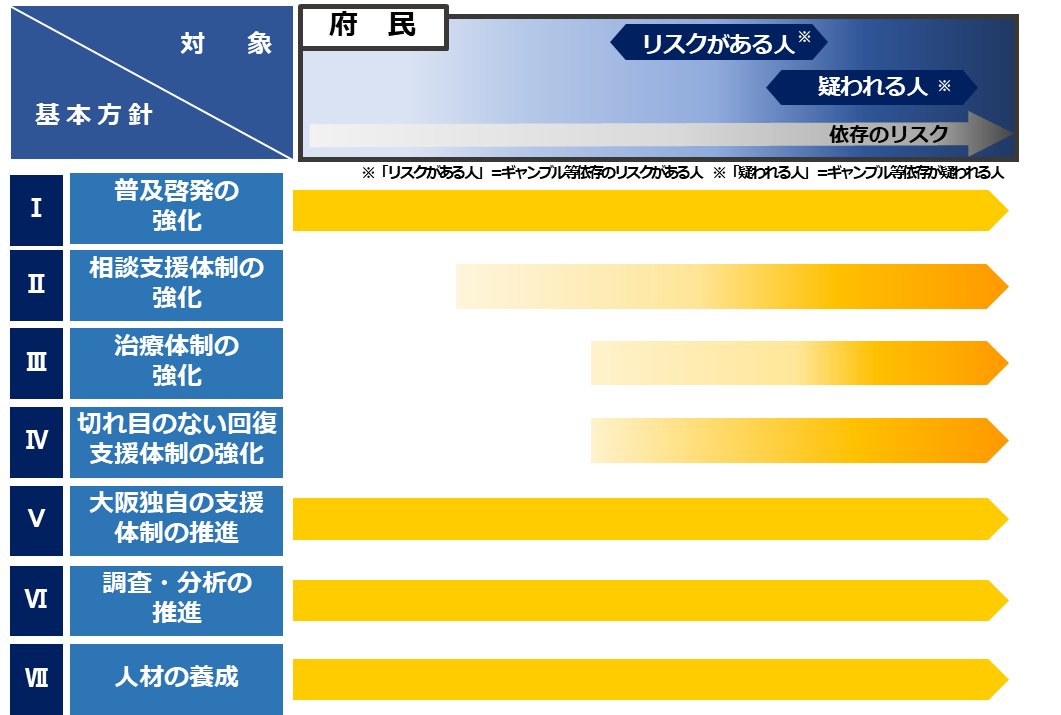 府　民
対　象
基本方針
リスクがある人※
疑われる人 ※
依存のリスク
※「リスクがある人」=ギャンブル等依存のリスクがある人 ※「疑われる人」=ギャンブル等依存が疑われる人
Ⅰ
普及啓発の
強化
Ⅱ
相談支援体制の
強化
Ⅲ
治療体制の
強化
Ⅳ
切れ目のない回復
支援体制の強化
Ⅴ
大阪独自の支援
体制の推進
Ⅵ
調査・分析の
推進
Ⅶ
人材の養成